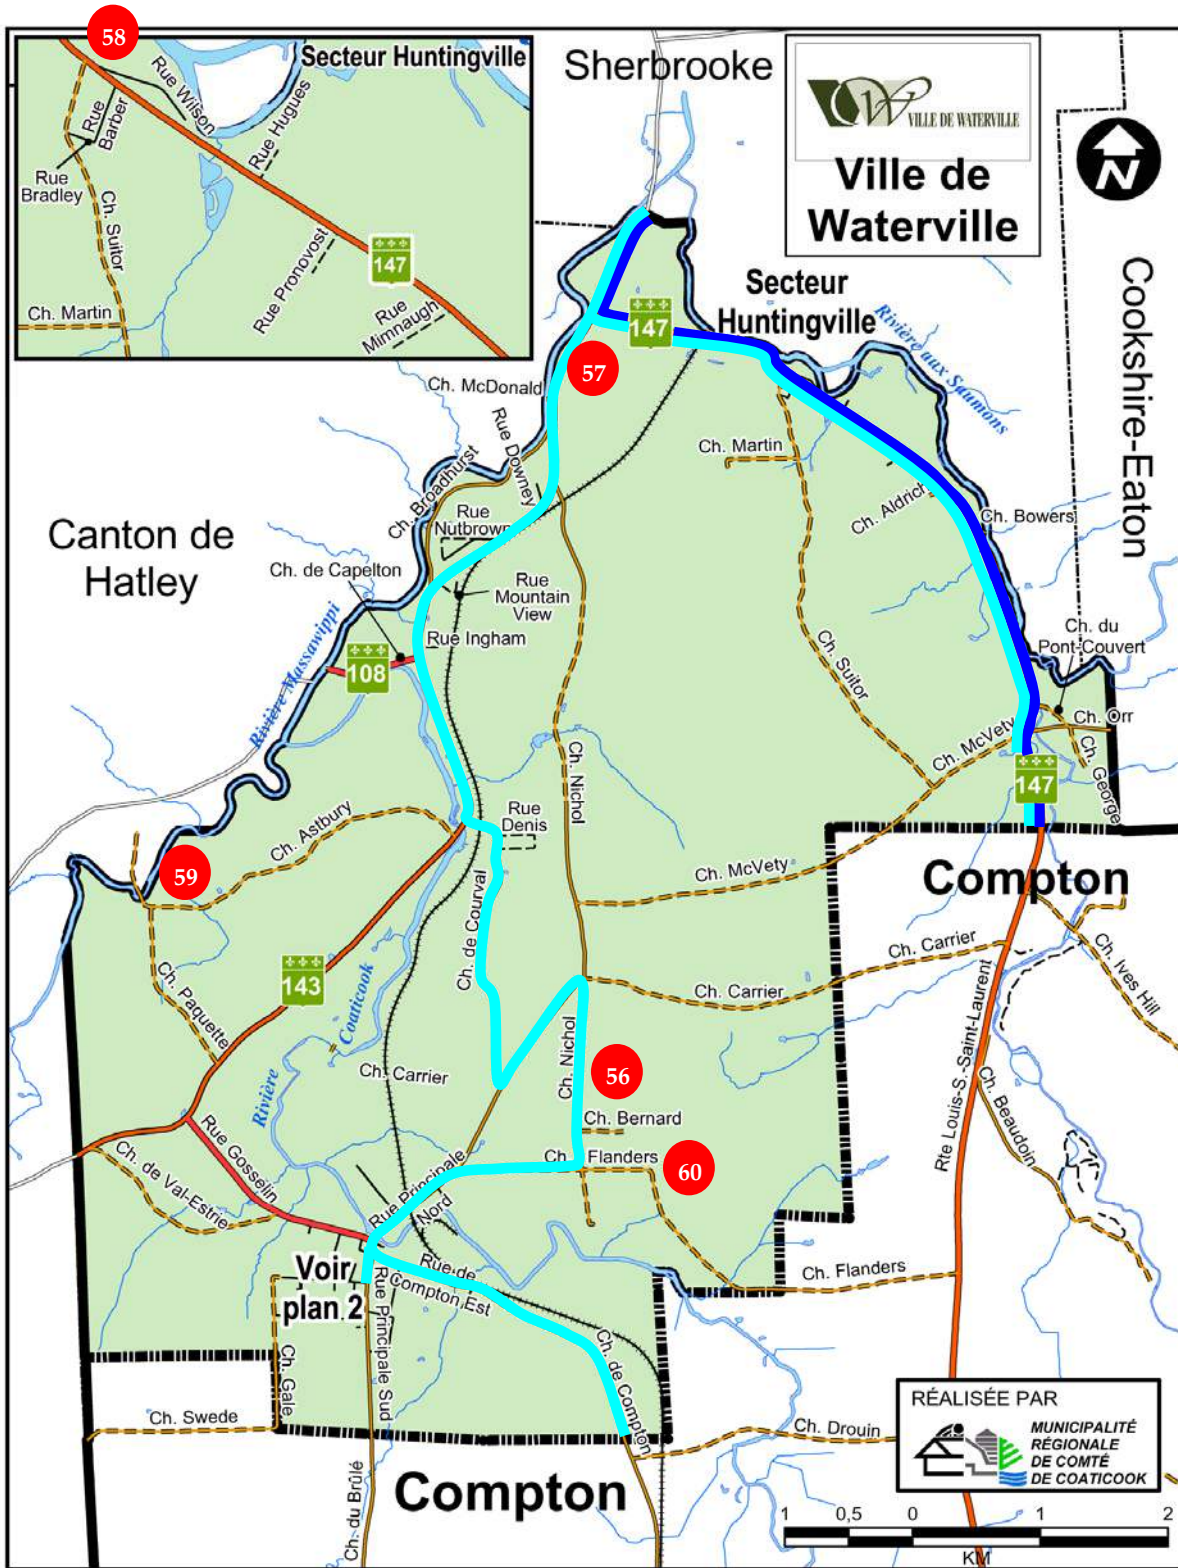 58
Secteur Huntingville
Rue Wilson
Rue Barber
Rue Hugues
Rue
Bradley
Ch. Suitor
Rue Pronovost
147
Ch. Martin
Rue
Mimnaugh
Sherbrooke
VILLE DE WATERVILLE
Ville de
Waterville
N
Cookshire-Eaton
Secteur
Huntingville
147
Rivière aux Saumons
57
Ch. McDonald
Rue Downey
Ch. Broadhurst
Ch. Martin
Ch. Aldrich
Ch. Bowers
Canton de
Hatley
Rue
Nutbrown
Ch. de Capelton
Rue
Mountain
View
Rue Ingham
Ch. du
Pont-Couvert
108
Rivière Massawippi
Ch. Suitor
Ch. Orr
Ch. McVety
Ch. George
147
Ch. Nichol
Rue
Denis
Ch. Astbury
59
Ch. McVety
Compton
Ch. de Courval
Ch. Carrier
Ch. Ives Hill
143
Ch. Paquette
Coaticook
Rivière
Ch. Carrier
Ch. Carrier
Ch. Nichol
56
Rte Louis-S.-Saint-Laurent
Ch. Beaudoin
Ch. Bernard
Rue Gosselin
Ch. Flanders
60
Ch. de Val-Estrie
Rue Principale
Nord
Voir
plan 2
Rue de
Compton Est
Ch. Flanders
Rue Principale Sud
Ch. de Compton
Ch. Gale
Ch. Swede
Ch. Drouin
Ch. du Brûlé
Compton
RÉALISÉE PAR
MUNICIPALITÉ
RÉGIONALE
DE COMTÉ
DE COATICOOK
1 0,5 0 1 2
KM